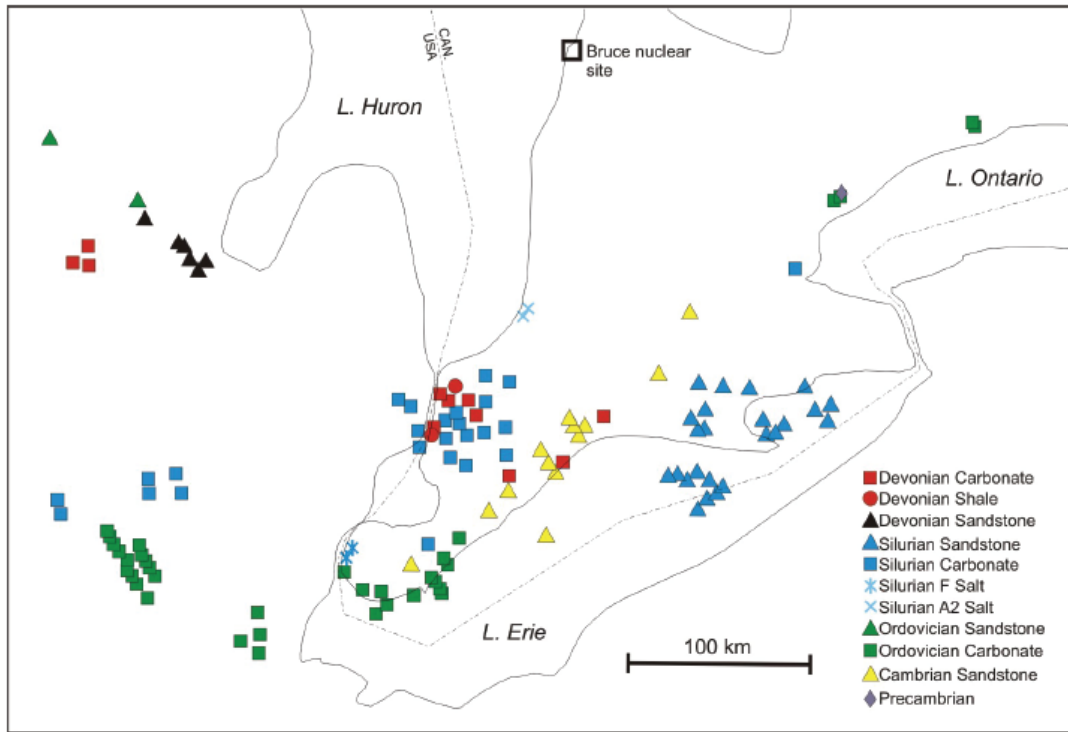 CAN.
USA
Bruce nuclear
site
L. Huron
L. Ontario
L. Erie
100 km
Devonian Carbonate
Devonian Shale
Devonian Sandstone
Silurian Sandstone
Silurian Carbonate
Silurian F Salt
Silurian A2 Salt
Ordovician Sandstone
Ordovician Carbonate
Cambrian Sandstone
Precambrian